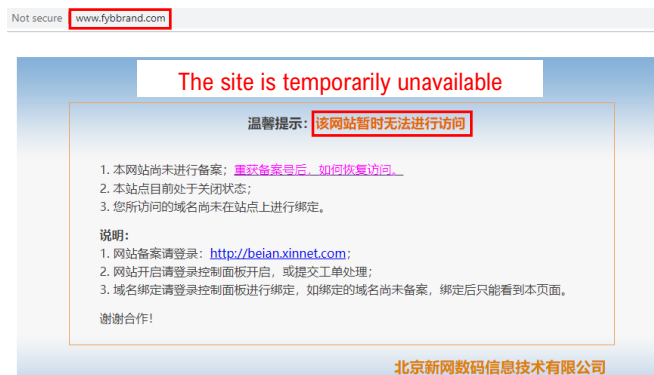 Not secure | www.fybbrand.com
The site is temporarily unavailable
温馨提示：该网站暂时无法进行访问
1. 本网站尚未进行备案；重获备案号后，如何恢复访问。
2. 本站点目前处于关闭状态；
3. 您所访问的域名尚未在站点上进行绑定。
说明：
1. 网站备案请登录：http://beian.xinnet.com；
2. 网站开启请登录控制面板开启，或提交工单处理；
3. 域名绑定请登录控制面板进行绑定，如绑定的域名尚未备案，绑定后只能看到本页面。
谢谢合作！
北京新网数码信息技术有限公司